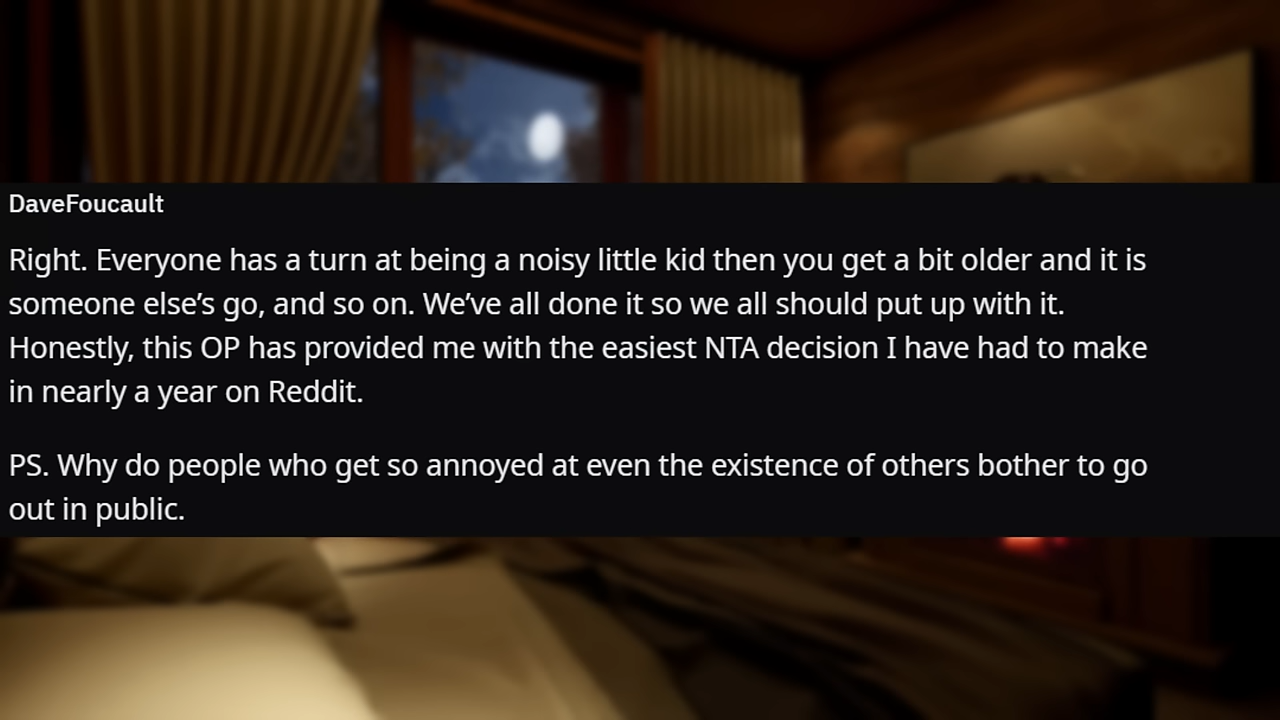 DaveFoucault
Right. Everyone has a turn at being a noisy little kid then you get a bit older and it is
someone else’s go, and so on. We’ve all done it so we all should put up with it.
Honestly, this OP has provided me with the easiest NTA decision I have had to make
in nearly a year on Reddit.
PS. Why do people who get so annoyed at even the existence of others bother to go
out in public.